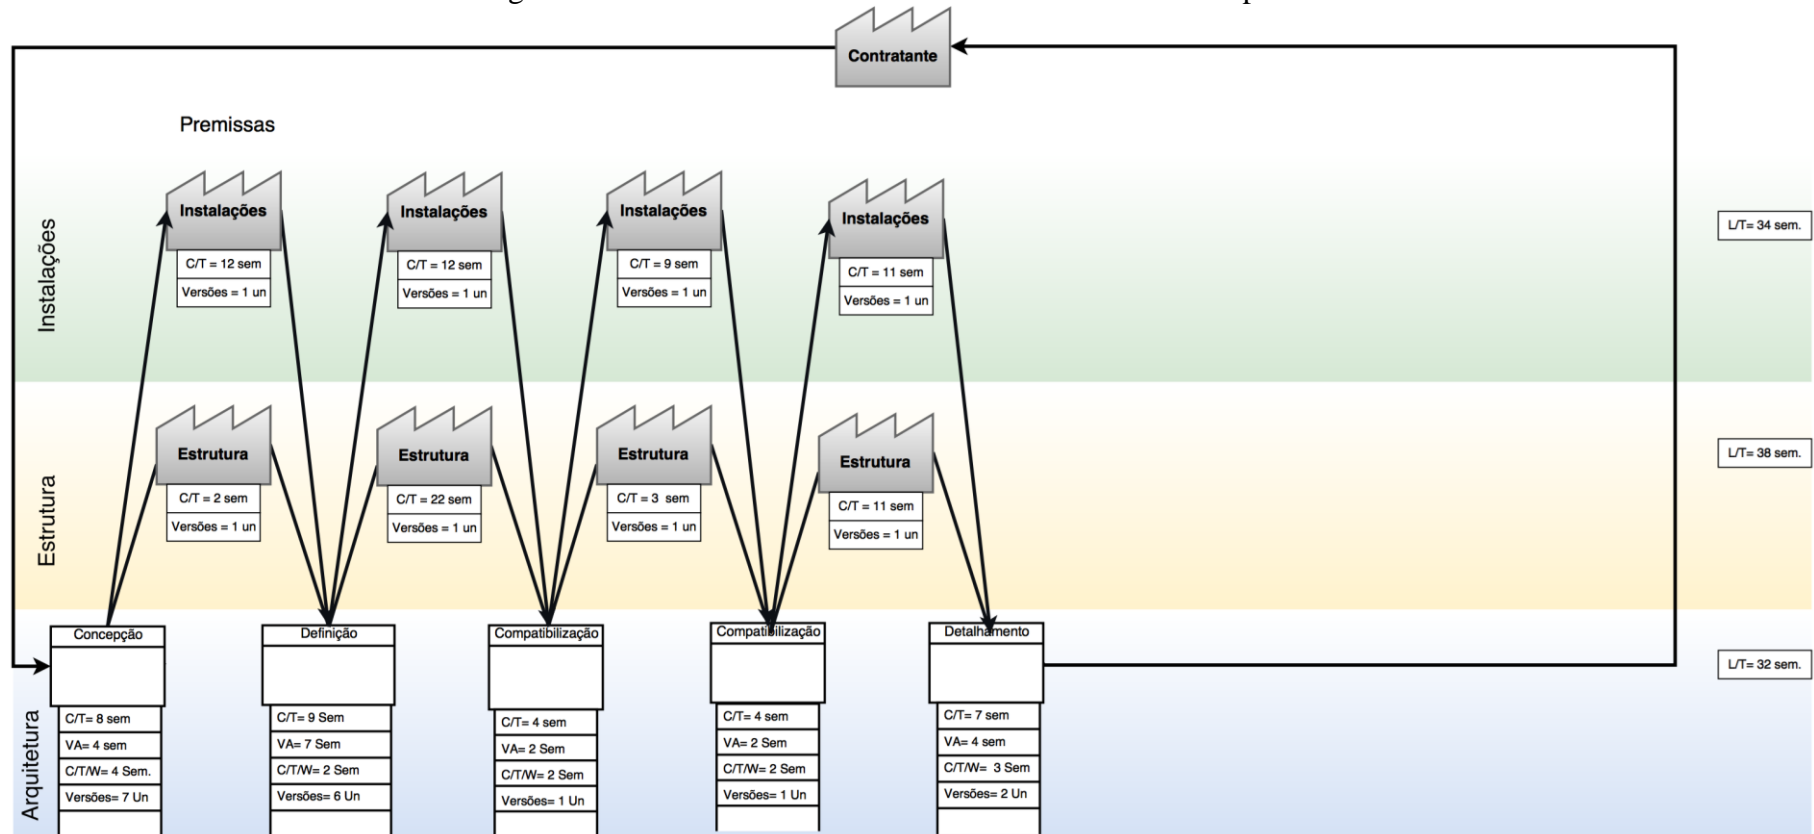 Contratante
Premissas
Instalações
Instalações
C/T = 12 sem
Versões = 1 un
Instalações
C/T = 12 sem
Versões = 1 un
Instalações
C/T = 9 sem
Versões = 1 un
Instalações
C/T = 11 sem
Versões = 1 un
L/T= 34 sem.
Estrutura
Estrutura
C/T = 2 sem
Versões = 1 un
Estrutura
C/T = 22 sem
Versões = 1 un
Estrutura
C/T = 3 sem
Versões = 1 un
Estrutura
C/T = 11 sem
Versões = 1 un
L/T= 38 sem.
Arquitetura
Concepção
C/T= 8 sem
VA= 4 sem
C/T/W= 4 Sem.
Versões= 7 Un
Definição
C/T= 9 Sem
VA= 7 Sem
C/T/W= 2 Sem
Versões= 6 Un
Compatibilização
C/T= 4 sem
VA= 2 Sem
C/T/W= 2 Sem
Versões= 1 Un
Compatibilização
C/T= 4 sem
VA= 2 Sem
C/T/W= 2 Sem
Versões= 1 Un
Detalhamento
C/T= 7 sem
VA= 4 sem
C/T/W= 3 Sem
Versões= 2 Un
L/T= 32 sem.